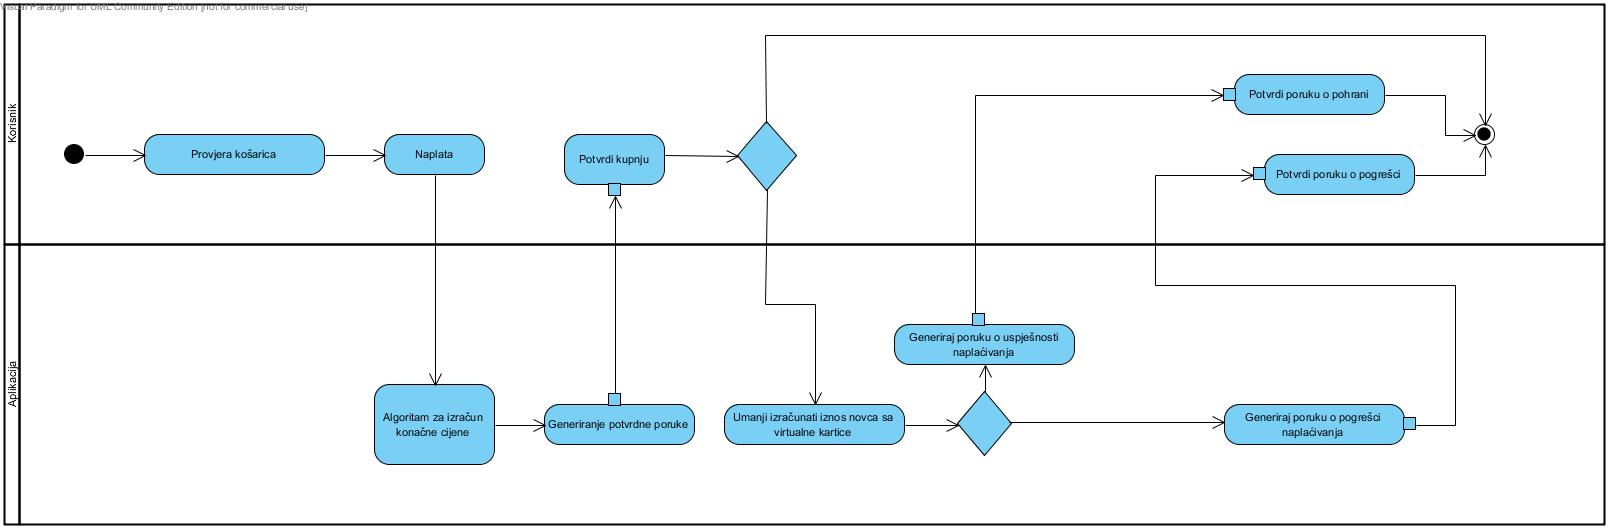 Visual Paradigm for UML Community Edition [not for commercial use]
Korisnik
Provjera košarica
Naplata
Potvrdi kupnju
Potvrdi poruku o pohrani
Potvrdi poruku o pogrešci
Aplikacija
Algoritam za izračun
konačne cijene
Generiranje potvrdne poruke
Umanji izračunati iznos novca sa
virtualne kartice
Generiraj poruku o uspješnosti
naplaćivanja
Generiraj poruku o pogrešci
naplaćivanja